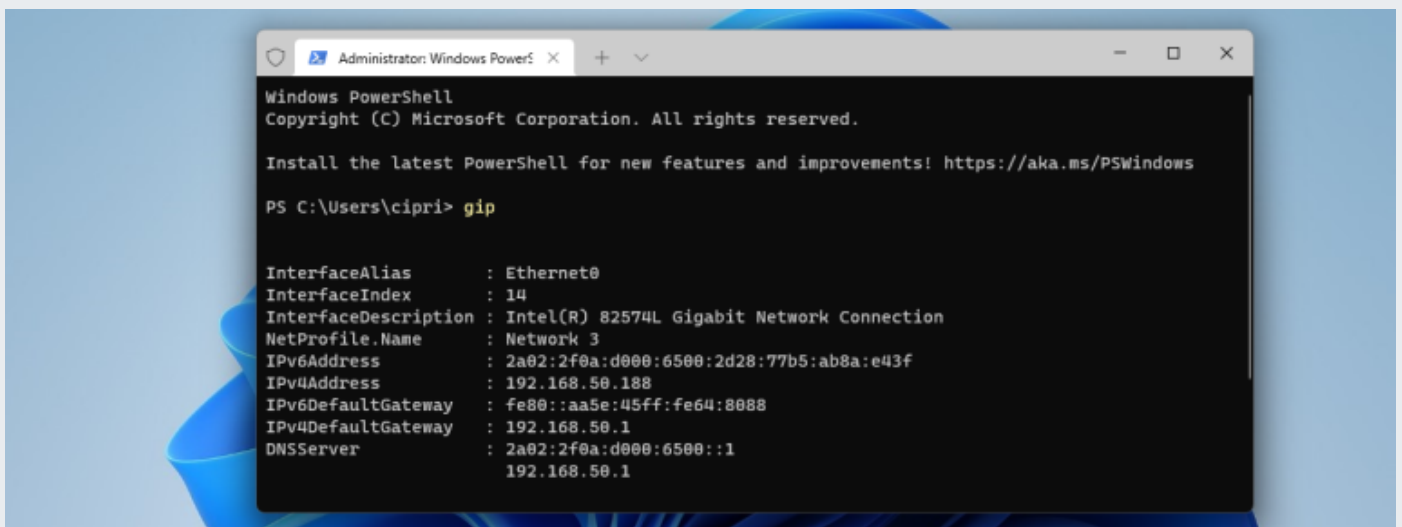 Administrator: Windows PowerS
Windows PowerShell
Copyright (C) Microsoft Corporation. All rights reserved.
Install the latest PowerShell for new features and improvements! https://aka.ms/PSWindows
PS C:\Users\cipri> gip
InterfaceAlias : Ethernet0
InterfaceIndex : 14
InterfaceDescription : Intel(R) 82574L Gigabit Network Connection
NetProfile.Name : Network 3
IPv6Address : 2a02:2f0a:d000:6500:2d28:77b5:ab8a:e43f
IPv4Address : 192.168.50.188
IPv6DefaultGateway : fe80::aa5e:45ff:fe64:8088
IPv4DefaultGateway : 192.168.50.1
DNSServer : 2a02:2f0a:d000:6500::1
192.168.50.1